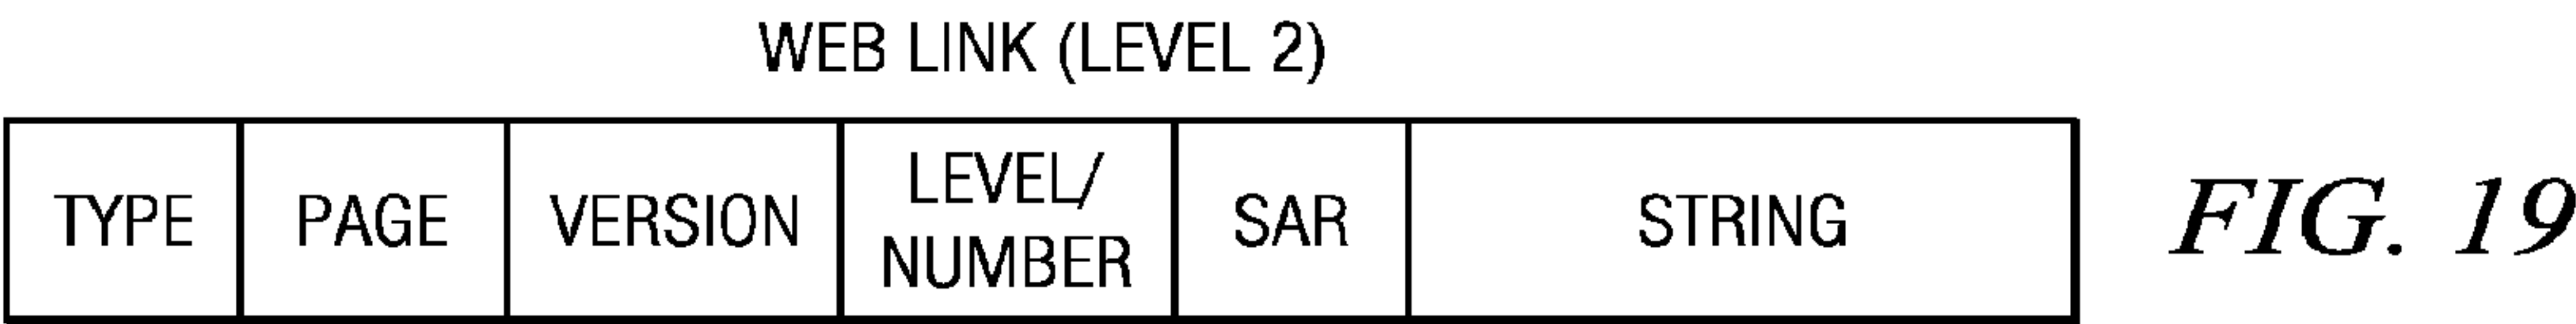 WEB LINK (LEVEL 2)
TYPE
PAGE
VERSION
LEVEL/
NUMBER
SAR
STRING
FIG. 19